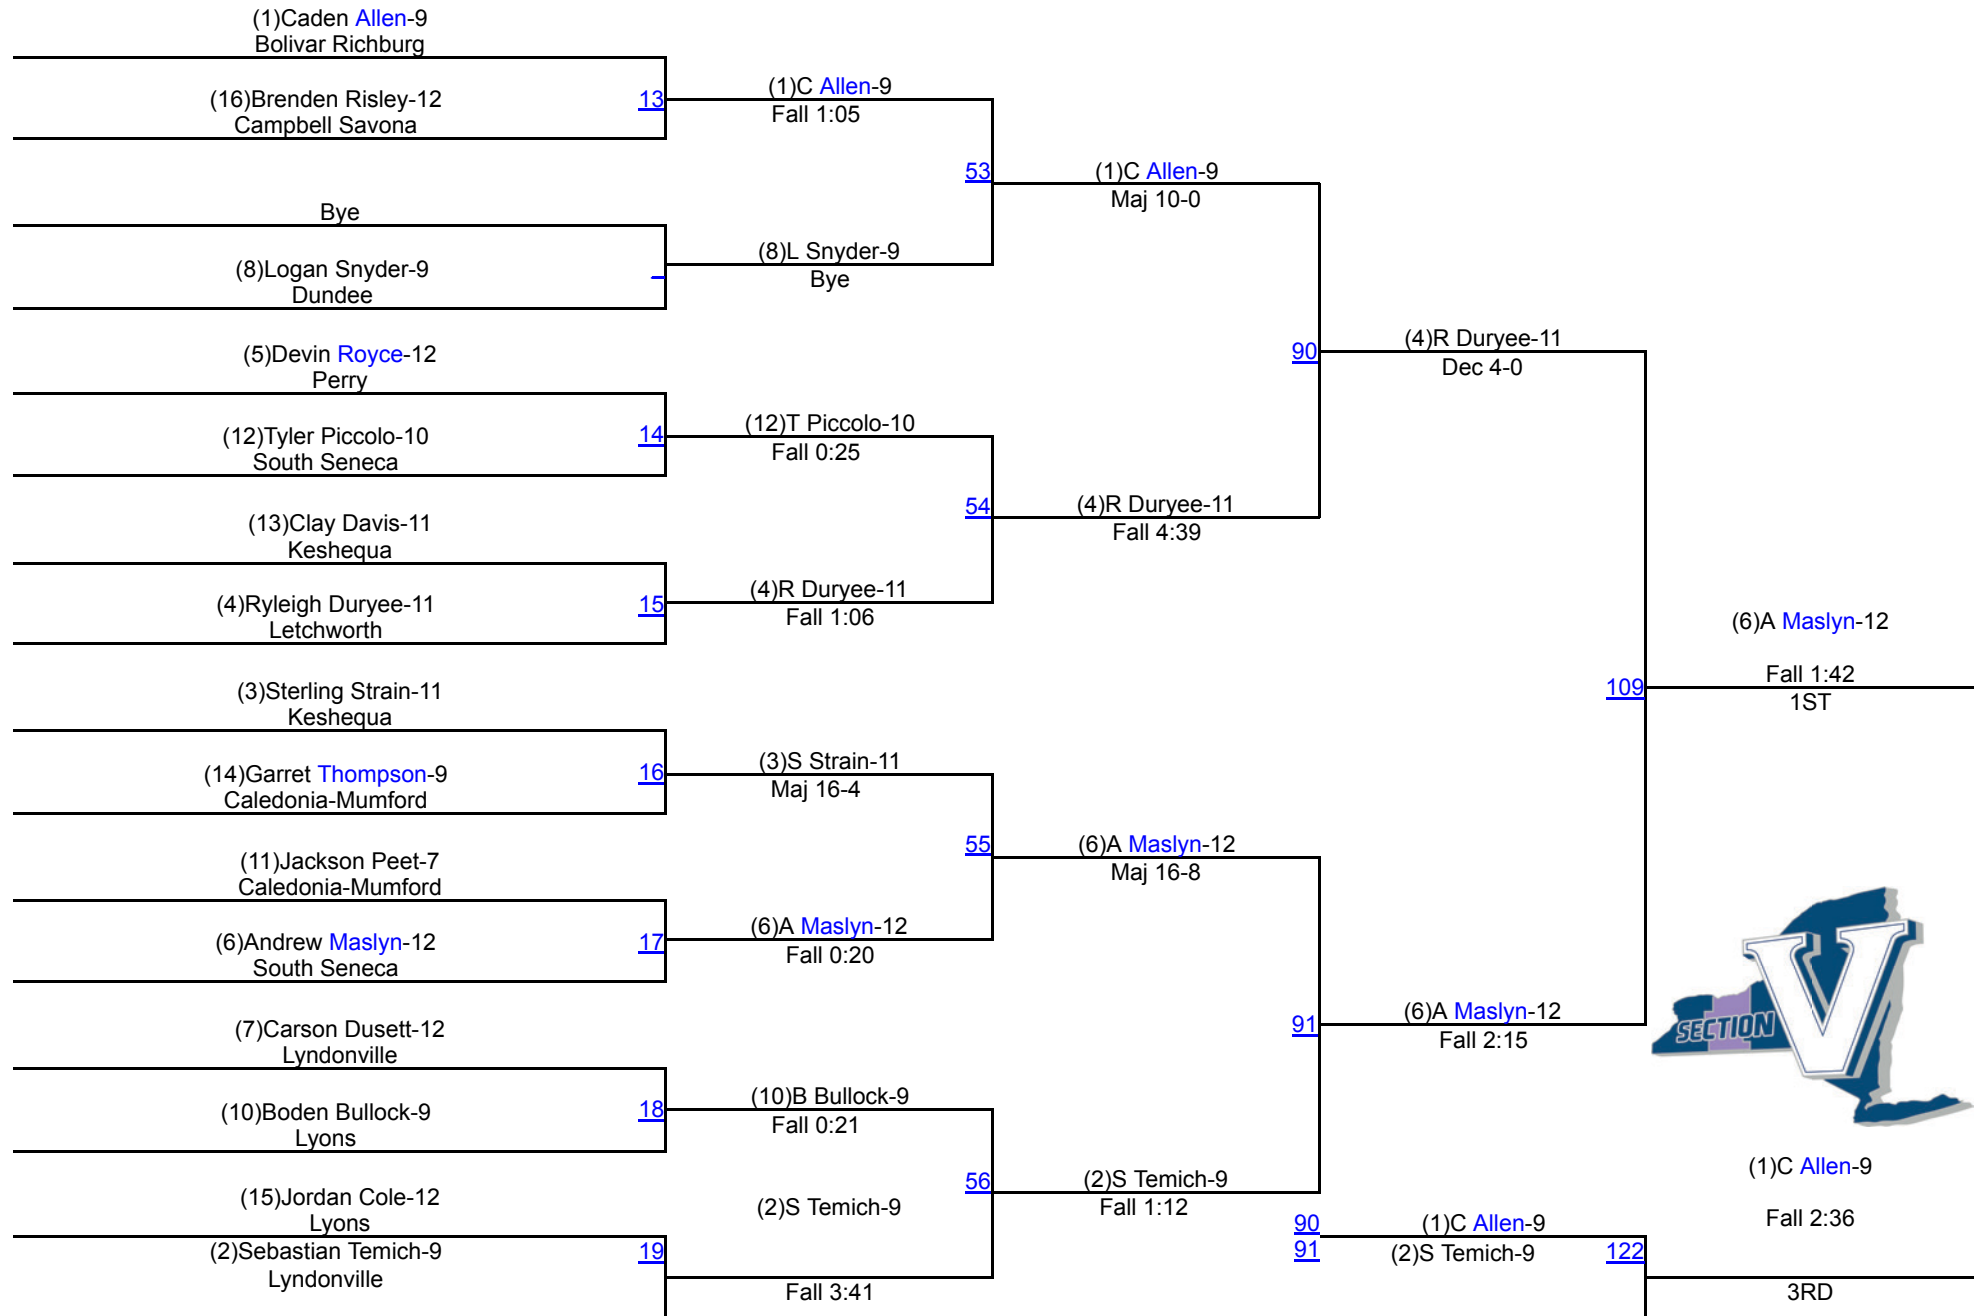 (1)Caden Allen-9
Bolivar Richburg
(16)Brenden Risley-12
Campbell Savona
13
Bye
(8)Logan Snyder-9
Dundee
(5)Devin Royce-12
Perry
(12)Tyler Piccolo-10
South Seneca
14
(13)Clay Davis-11
Keshequa
(4)Ryleigh Duryee-11
Letchworth
15
(3)Sterling Strain-11
Keshequa
(14)Garret Thompson-9
Caledonia-Mumford
16
(11)Jackson Peet-7
Caledonia-Mumford
(6)Andrew Maslyn-12
South Seneca
17
(7)Carson Dusett-12
Lyndonville
(10)Boden Bullock-9
Lyons
18
(15)Jordan Cole-12
Lyons
(2)Sebastian Temich-9
Lyndonville
19
(1)C Allen-9
Fall 1:05
53
(8)L Snyder-9
Bye
(12)T Piccolo-10
Fall 0:25
54
(4)R Duryee-11
Fall 1:06
(3)S Strain-11
Maj 16-4
55
(6)A Maslyn-12
Fall 0:20
(10)B Bullock-9
Fall 0:21
56
(2)S Temich-9
Fall 3:41
(1)C Allen-9
Maj 10-0
90
(4)R Duryee-11
Fall 4:39
(6)A Maslyn-12
Maj 16-8
91
(2)S Temich-9
Fall 1:12
(4)R Duryee-11
Dec 4-0
109
(6)A Maslyn-12
Fall 2:15
(6)A Maslyn-12
Fall 1:42
1ST
SECTION V
90
(1)C Allen-9
91
(2)S Temich-9
122
(1)C Allen-9
Fall 2:36
3RD